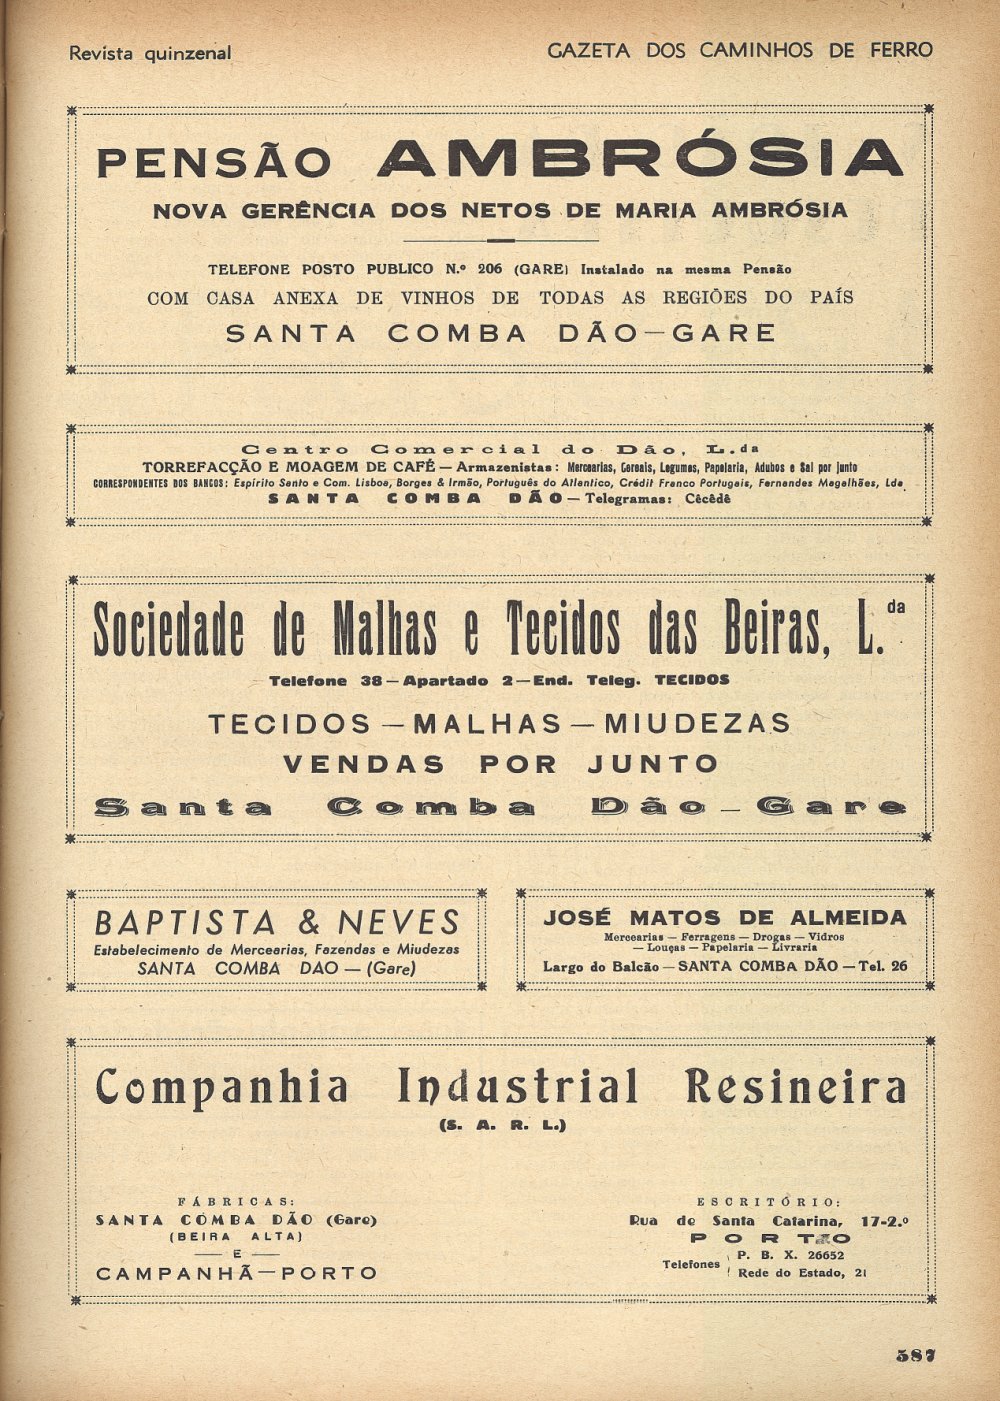 Revista quinzenal
GAZETA DOS CAMINHOS DE FERRO
PENSÃO AMBRÓSIA
NOVA GERÊNCIA DOS NETOS DE MARIA AMBRÓSIA
TELEFONE POSTO PUBLICO N.º 206 (GARE) Instalado na mesma Pensão
COM CASA ANEXA DE VINHOS DE TODAS AS REGIÕES DO PAÍS
SANTA COMBA DÃO—GARE
Centro Comercial do Dão, L.da
TORREFACÇÃO E MOAGEM DE CAFÉ — Armazenistas: Mercearias, Cereais, Legumes, Papelaria, Adubos e Sal por junto
CORRESPONDENTES DOS BANCOS: Espírito Santo e Com. Lisboa, Borges & Irmão, Português do Atlantico, Crédit Franco Portugais, Fernandes Magalhães, Lda.
SANTA COMBA DÃO — Telegramas: Cêcêdê
Sociedade de Malhas e Tecidos das Beiras, L.da
Telefone 38 — Apartado 2 — End. Teleg. TECIDOS
TECIDOS — MALHAS — MIUDEZAS
VENDAS POR JUNTO
Santa Comba Dão — Gare
BAPTISTA & NEVES
Estabelecimento de Mercearias, Fazendas e Miudezas
SANTA COMBA DAO — (Gare)
JOSÉ MATOS DE ALMEIDA
Mercearias — Ferragens — Drogas — Vidros
— Louças — Papelaria — Livraria
Largo do Balcão — SANTA COMBA DÃO — Tel. 26
Companhia Industrial Resineira
(S. A. R. L.)
FÁBRICAS:
SANTA COMBA DÃO (Gare)
(BEIRA ALTA)
— E —
CAMPANHÃ—PORTO
ESCRITÓRIO:
Rua de Santa Catarina, 17-2.º
PORTO
Telefones
P. B. X. 26652
Rede do Estado, 21
587